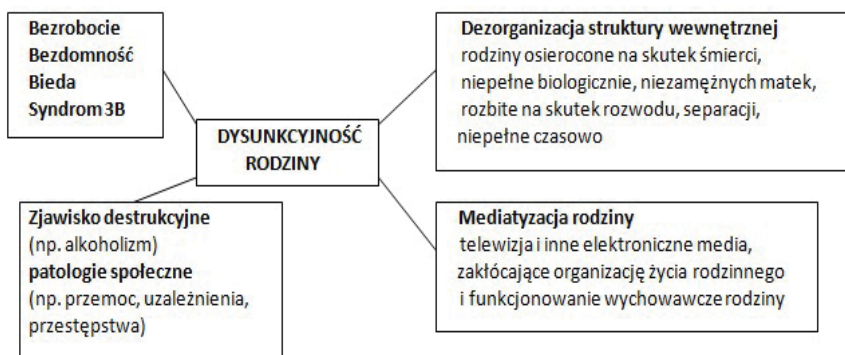 Bezrobocie
Bezdomność
Bieda
Syndrom 3B
Dezorganizacja struktury wewnętrznej
rodziny osierocone na skutek śmierci,
niepełne biologicznie, niezamężnych matek,
rozbite na skutek rozwodu, separacji,
niepełne czasowo
DYSUNKCYJNOŚĆ
RODZINY
Zjawisko destrukcyjne
(np. alkoholizm)
patologie społeczne
(np. przemoc, uzależnienia,
przestępstwa)
Mediatyzacja rodziny
telewizja i inne elektroniczne media,
zakłócające organizację życia rodzinnego
i funkcjonowanie wychowawcze rodziny